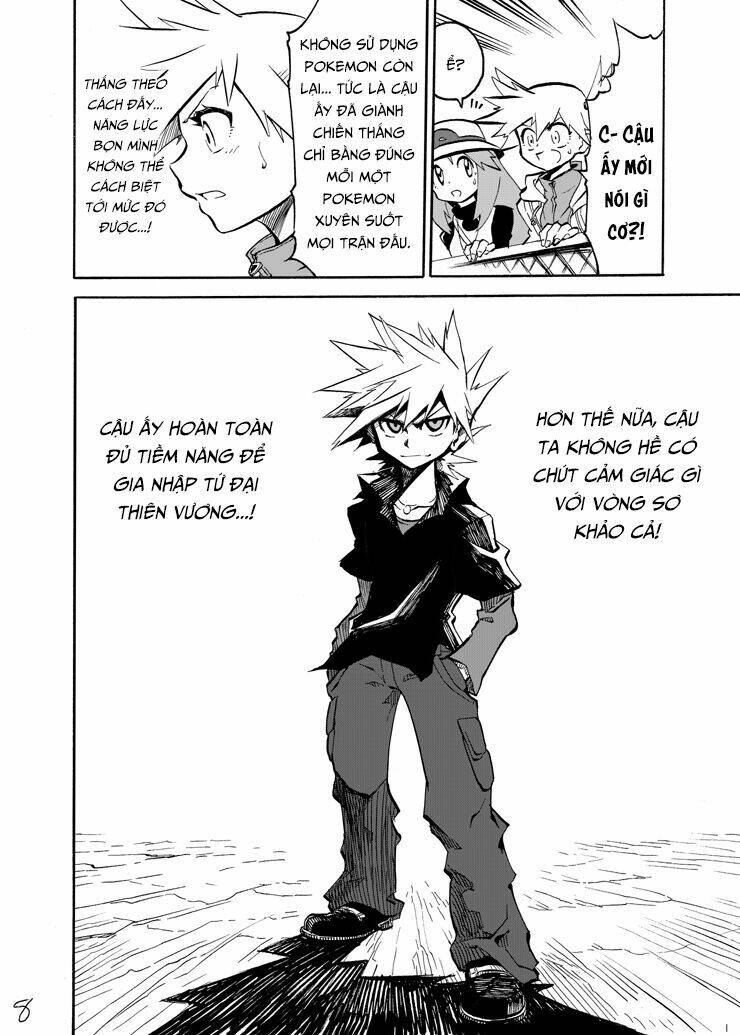 Ể?
C- CẬU
ẤY MỚI
NÓI GÌ
CƠ?!
KHÔNG SỬ DỤNG
POKEMON CÒN
LẠI... TỨC LÀ CẬU
ẤY ĐÃ GIÀNH
CHIẾN THẮNG
CHỈ BẰNG ĐÚNG
MỖI MỘT
POKEMON
XUYÊN SUỐT
MỌI TRẬN ĐẤU.
THẮNG THEO
CÁCH ĐẤY...
NĂNG LỰC
BỌN MÌNH
KHÔNG THỂ
CÁCH BIỆT
TỚI MỨC ĐÓ
ĐƯỢC...!
HƠN THẾ NỮA, CẬU
TA KHÔNG HỀ CÓ
CHÚT CẢM GIÁC GÌ
VỚI VÒNG SƠ
KHẢO CẢ!
CẬU ẤY HOÀN TOÀN
ĐỦ TIỀM NĂNG ĐỂ
GIA NHẬP TỨ ĐẠI
THIÊN VƯƠNG...!
8